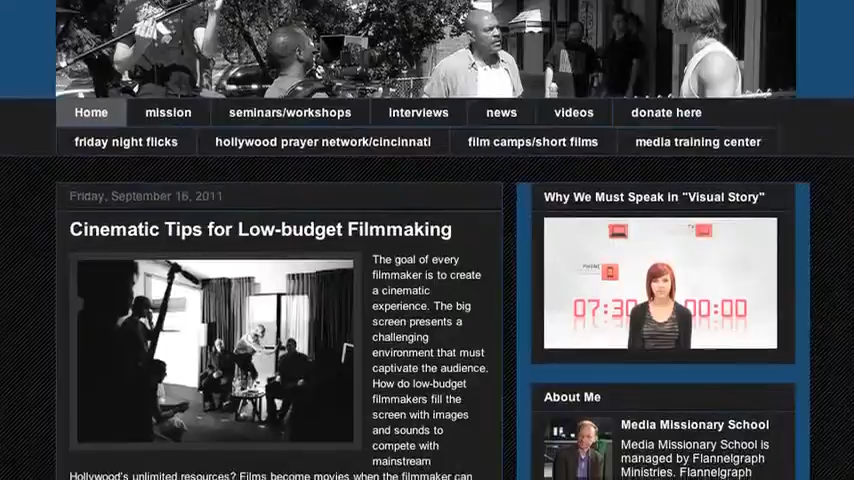 Home mission seminars/workshops Interviews news videos donate here
friday night flicks hollywood prayer network/cincinnati film camps/short films media training center
Friday, September 16, 2011
Cinematic Tips for Low-budget Filmmaking
The goal of every
filmmaker is to create
a cinematic
experience. The big
screen presents a
challenging
environment that must
captivate the audience.
How do low-budget
filmmakers fill the
screen with images
and sounds to
compete with
mainstream
Hollywood's unlimited resources? Films become movies when the filmmaker can
Why We Must Speak in "Visual Story"
TV
PHONE
07:30 00:00
About Me
Media Missionary School
Media Missionary School is
managed by Flannelgraph
Ministries. Flannelgraph